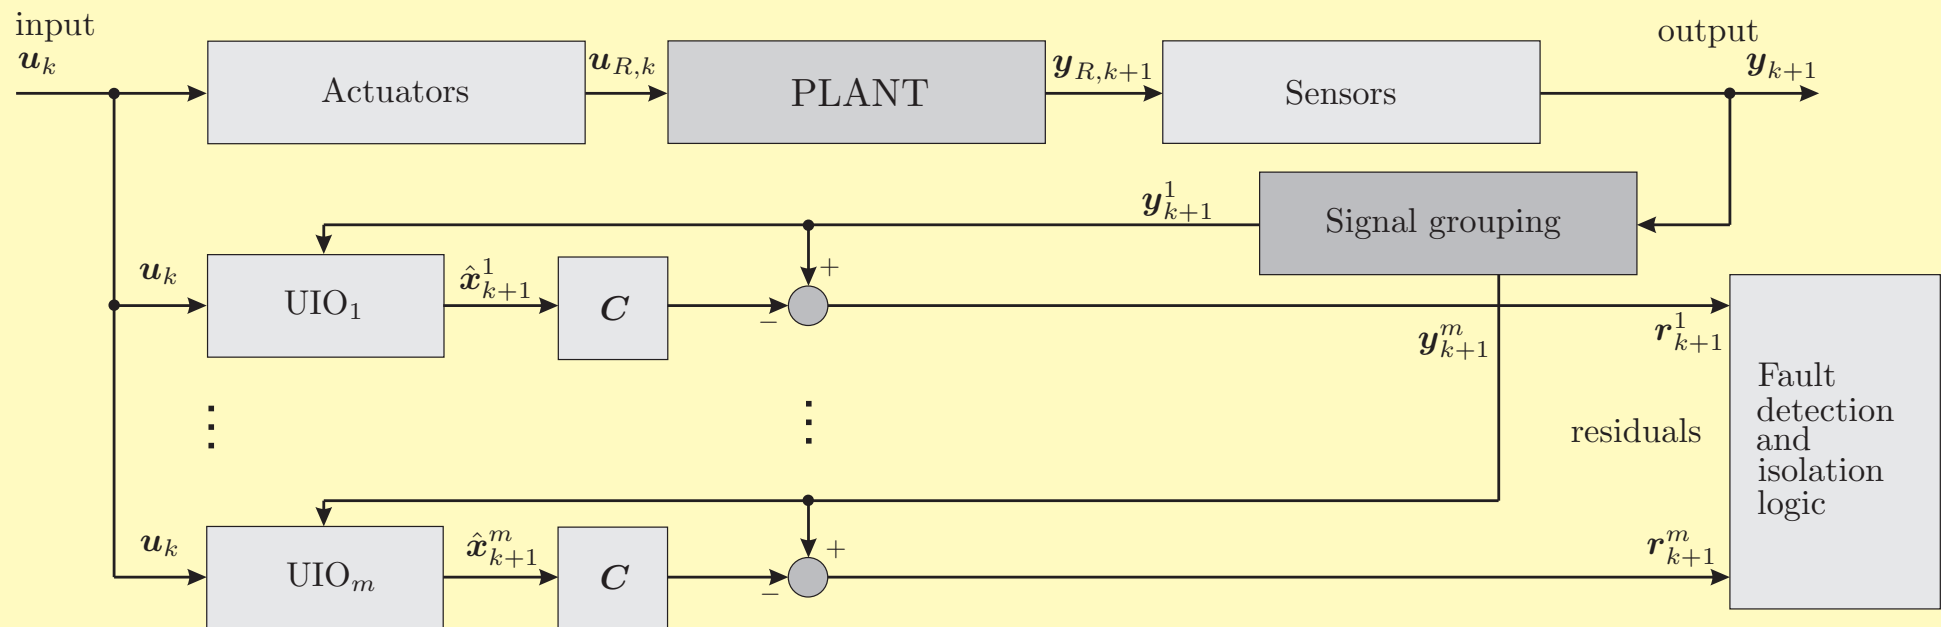 input
u_k
Actuators
u_{R,k}
PLANT
y_{R,k+1}
Sensors
output
y_{k+1}
y^1_{k+1}
Signal grouping
u_k
UIO_1
x̂^1_{k+1}
C
+
−
y^m_{k+1}
r^1_{k+1}
Fault
detection
and
isolation
logic
residuals
u_k
UIO_m
x̂^m_{k+1}
C
+
−
r^m_{k+1}